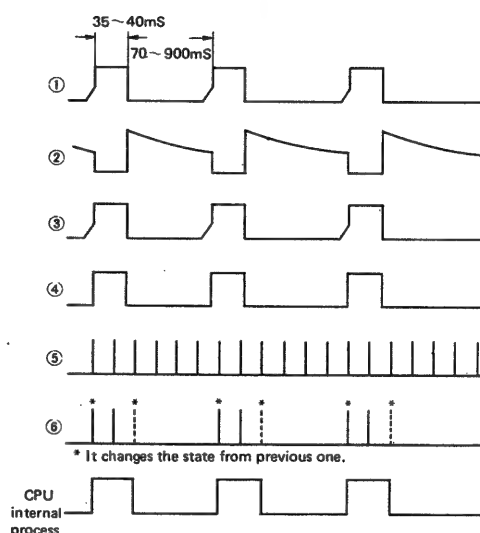 35～40mS
70～900mS
①
②
③
④
⑤
* * * * * *
⑥
* It changes the state from previous one.
CPU
internal
process